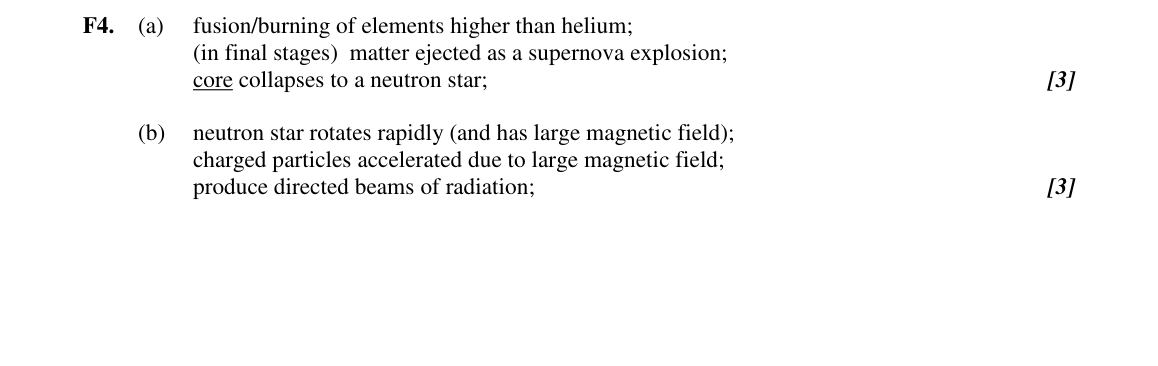 F4. (a) fusion/burning of elements higher than helium;
(in final stages) matter ejected as a supernova explosion;
core collapses to a neutron star; [3]
(b) neutron star rotates rapidly (and has large magnetic field);
charged particles accelerated due to large magnetic field;
produce directed beams of radiation; [3]